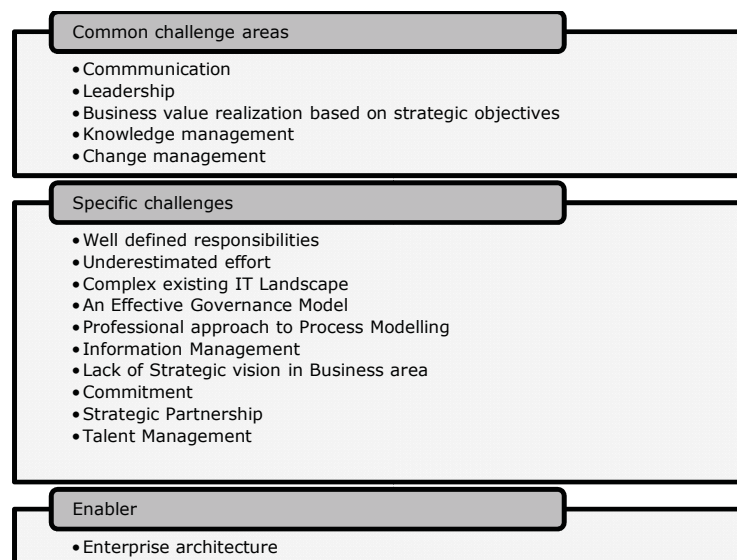 Common challenge areas
•Commmunication
•Leadership
•Business value realization based on strategic objectives
•Knowledge management
•Change management
Specific challenges
•Well defined responsibilities
•Underestimated effort
•Complex existing IT Landscape
•An Effective Governance Model
•Professional approach to Process Modelling
•Information Management
•Lack of Strategic vision in Business area
•Commitment
•Strategic Partnership
•Talent Management
Enabler
•Enterprise architecture